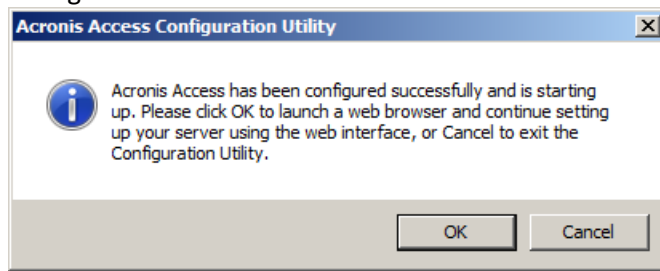 Acronis Access Configuration Utility
Acronis Access has been configured successfully and is starting
up. Please click OK to launch a web browser and continue setting
up your server using the web interface, or Cancel to exit the
Configuration Utility.
OK
Cancel